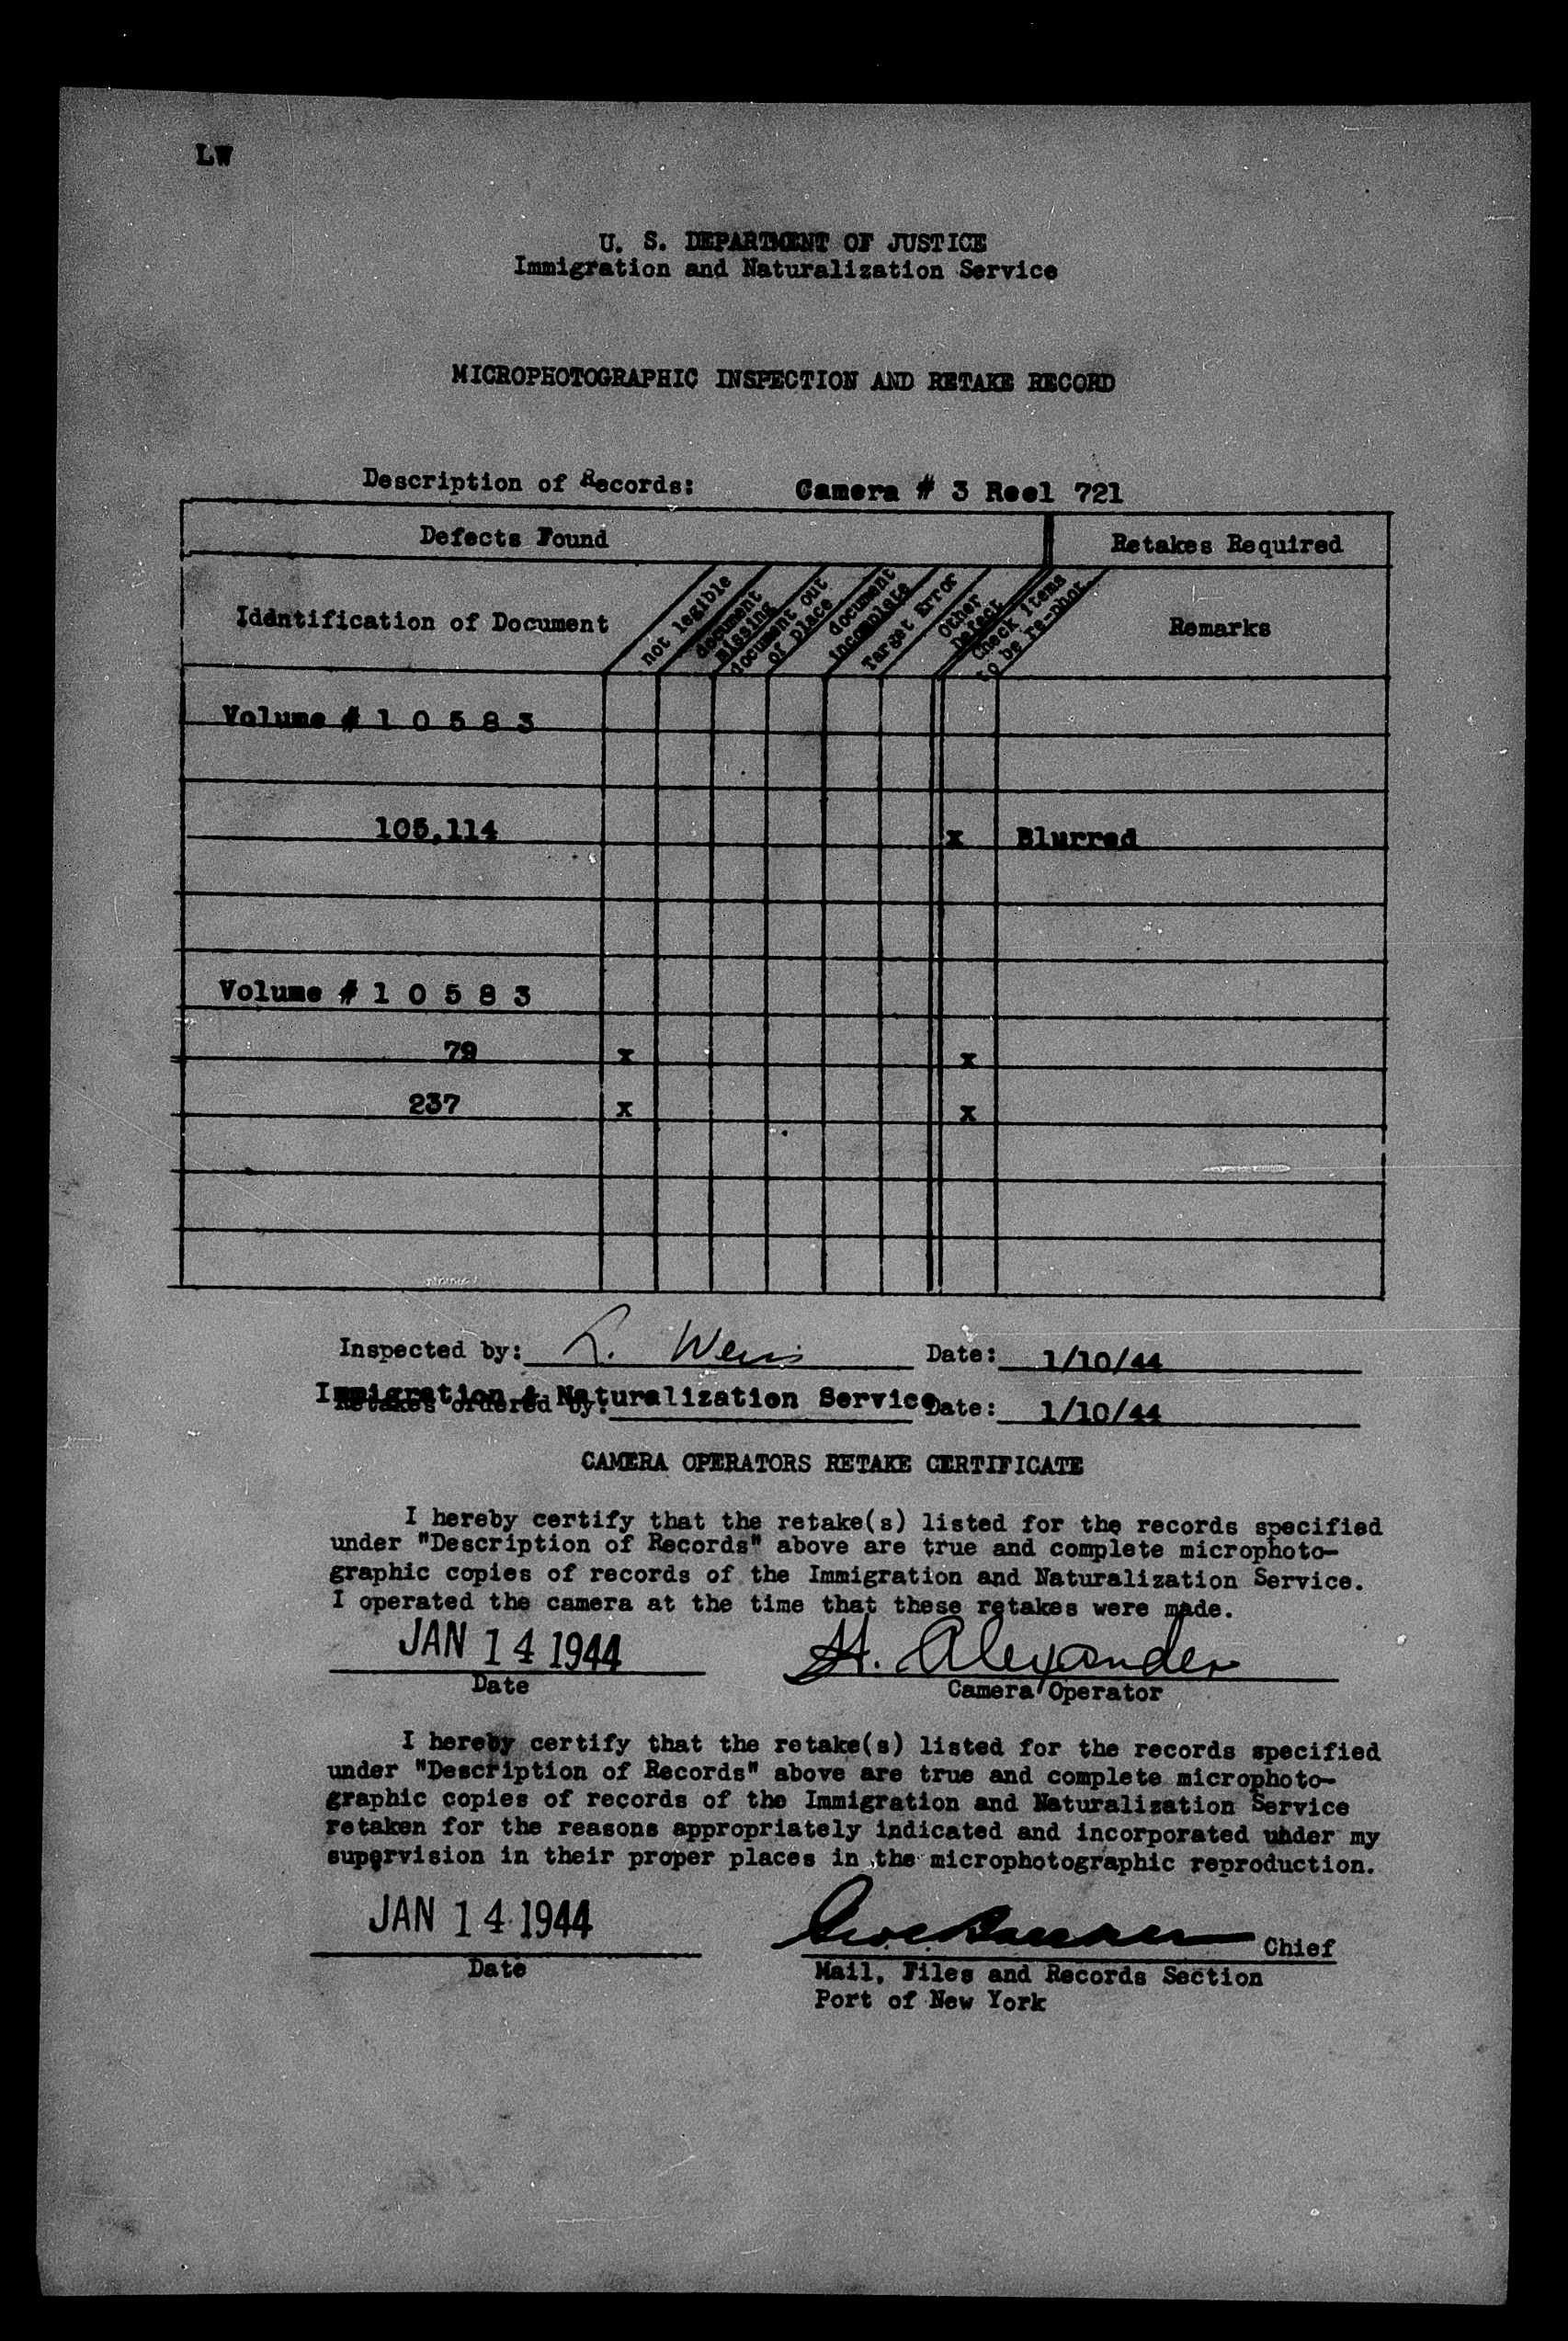 LW
U. S. DEPARTMENT OF JUSTICE
Immigration and Naturalization Service
MICROPHOTOGRAPHIC INSPECTION AND RETAKE RECORD
Description of Records: Camera # 3 Reel 721
Defects Found Retakes Required
Identification of Document
not legible
document missing
document out of place
document incomplete
Target Error
Other Defect
Check items to be re-phot.
Remarks
Volume # 1 0 5 8 3
105,114 x Blurred
Volume # 1 0 5 8 3
79 x x
237 x x
Inspected by: Date: 1/10/44
Immigration & Naturalization Service
Retakes ordered by: Date: 1/10/44
CAMERA OPERATORS RETAKE CERTIFICATE
I hereby certify that the retake(s) listed for the records specified
under "Description of Records" above are true and complete microphoto-
graphic copies of records of the Immigration and Naturalization Service.
I operated the camera at the time that these retakes were made.
JAN 14 1944 H. Alexander
Date Camera Operator
I hereby certify that the retake(s) listed for the records specified
under "Description of Records" above are true and complete microphoto-
graphic copies of records of the Immigration and Naturalization Service
retaken for the reasons appropriately indicated and incorporated under my
supervision in their proper places in the microphotographic reproduction.
JAN 14 1944 Chief
Date Mail, Files and Records Section
Port of New York